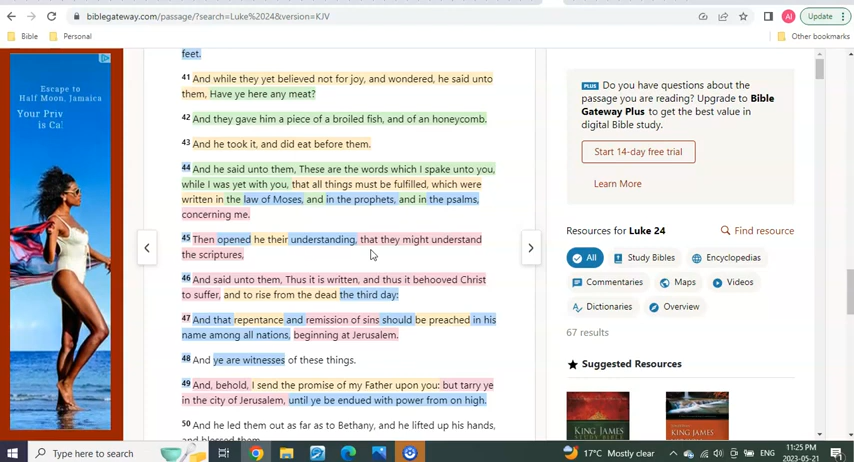 biblegateway.com/passage/?search=Luke%2024&version=KJV
Update
AI
Bible
Personal
Other bookmarks
Escape to
Half Moon, Jamaica
Your Priv
is Ca
feet.
41 And while they yet believed not for joy, and wondered, he said unto
them, Have ye here any meat?
42 And they gave him a piece of a broiled fish, and of an honeycomb.
43 And he took it, and did eat before them.
44 And he said unto them, These are the words which I spake unto you,
while I was yet with you, that all things must be fulfilled, which were
written in the law of Moses, and in the prophets, and in the psalms,
concerning me.
45 Then opened he their understanding, that they might understand
the scriptures,
46 And said unto them, Thus it is written, and thus it behooved Christ
to suffer, and to rise from the dead the third day:
47 And that repentance and remission of sins should be preached in his
name among all nations, beginning at Jerusalem.
48 And ye are witnesses of these things.
49 And, behold, I send the promise of my Father upon you: but tarry ye
in the city of Jerusalem, until ye be endued with power from on high.
50 And he led them out as far as to Bethany, and he lifted up his hands,
and blessed them.
PLUS Do you have questions about the
passage you are reading? Upgrade to Bible
Gateway Plus to get the best value in
digital Bible study.
Start 14-day free trial
Learn More
Resources for Luke 24
Find resource
All
Study Bibles
Encyclopedias
Commentaries
Maps
Videos
Dictionaries
Overview
67 results
Suggested Resources
KING JAMES
KING JAMES
Type here to search
17°C Mostly clear
ENG
11:25 PM
2023-05-21